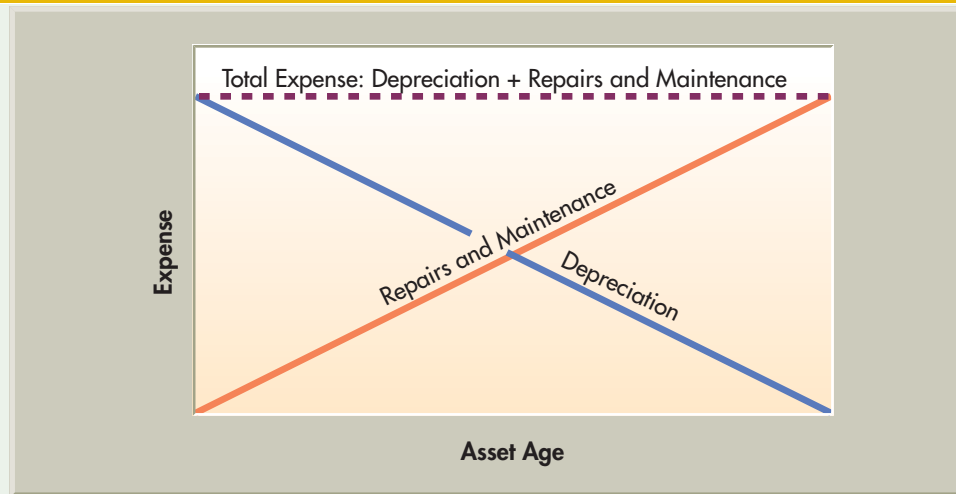 Total Expense: Depreciation + Repairs and Maintenance
Expense
Repairs and Maintenance
Depreciation
Asset Age